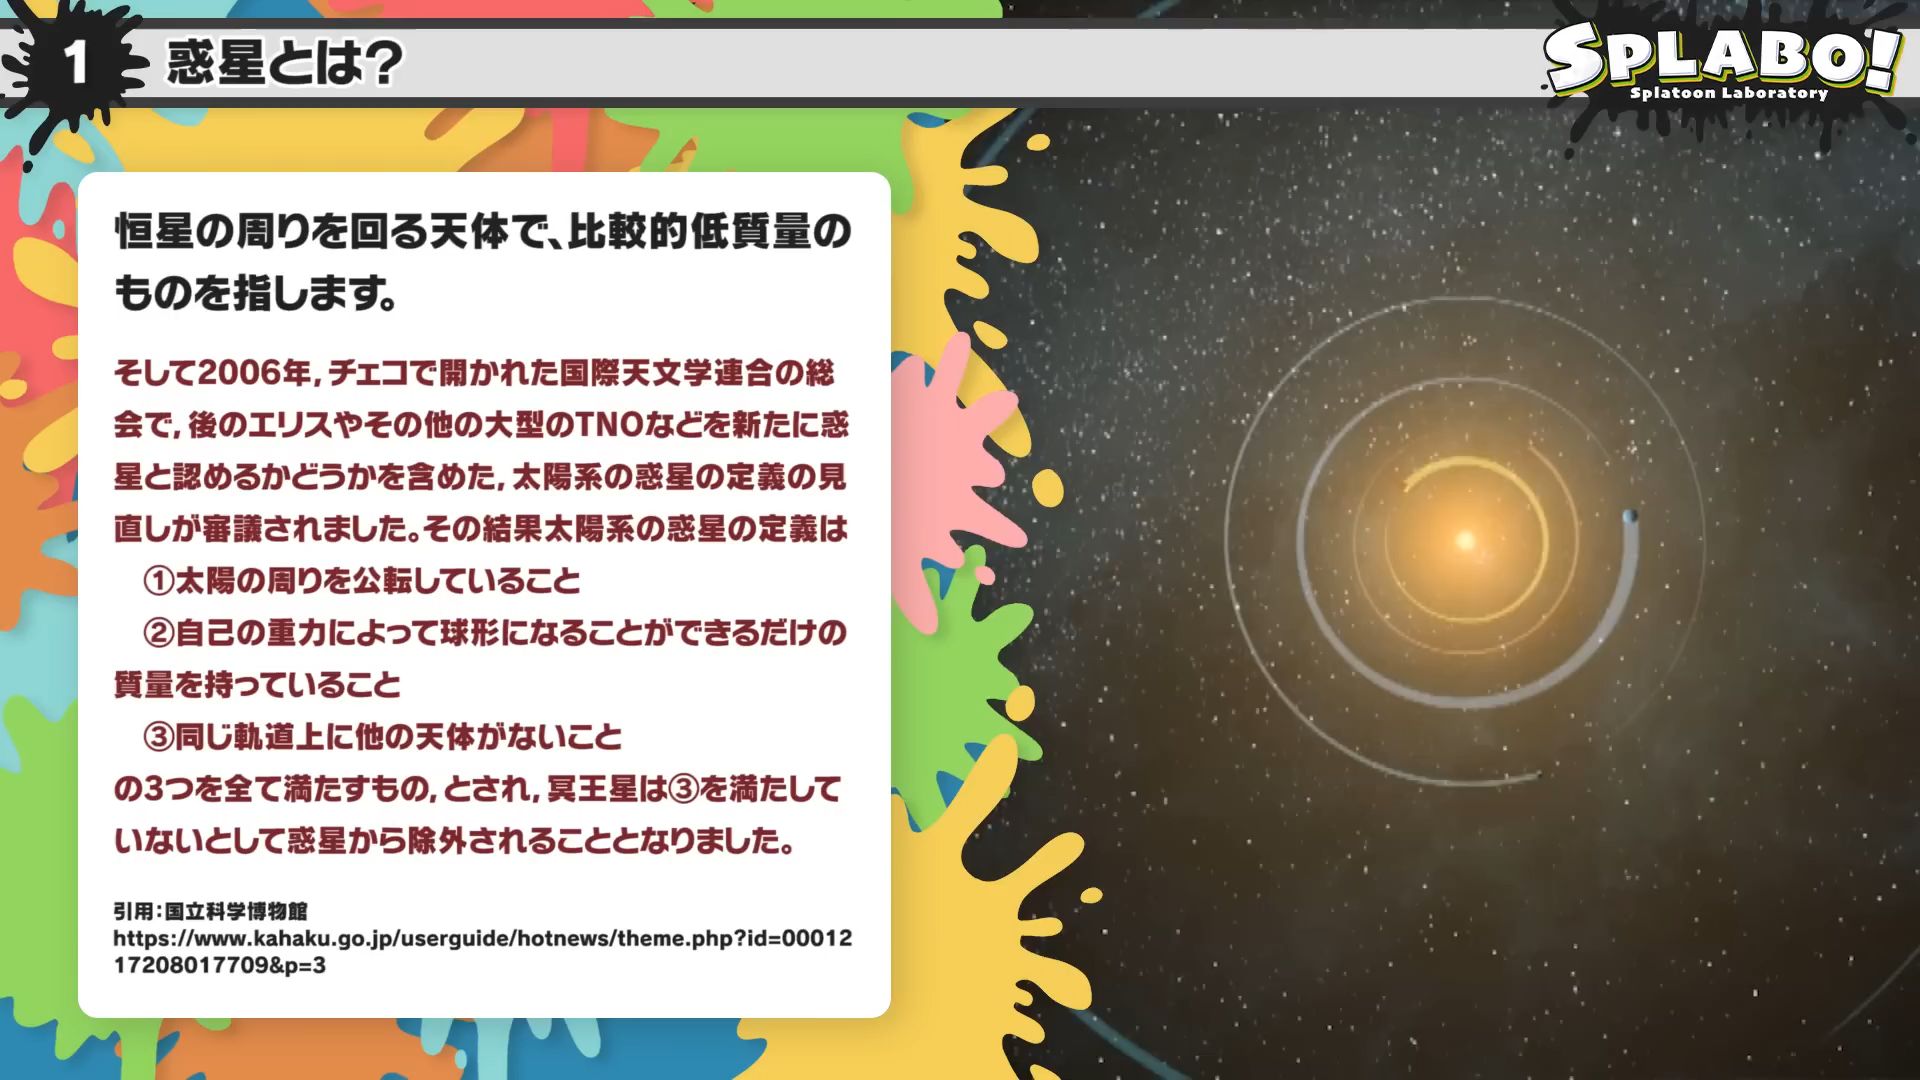 1 惑星とは?
SPLABO!
Splatoon Laboratory
恒星の周りを回る天体で、比較的低質量の
ものを指します。
そして2006年,チェコで開かれた国際天文学連合の総
会で,後のエリスやその他の大型のTNOなどを新たに惑
星と認めるかどうかを含めた,太陽系の惑星の定義の見
直しが審議されました。その結果太陽系の惑星の定義は
①太陽の周りを公転していること
②自己の重力によって球形になることができるだけの
質量を持っていること
③同じ軌道上に他の天体がないこと
の3つを全て満たすもの,とされ,冥王星は③を満たして
いないとして惑星から除外されることとなりました。
引用:国立科学博物館
https://www.kahaku.go.jp/userguide/hotnews/theme.php?id=00012
17208017709&p=3